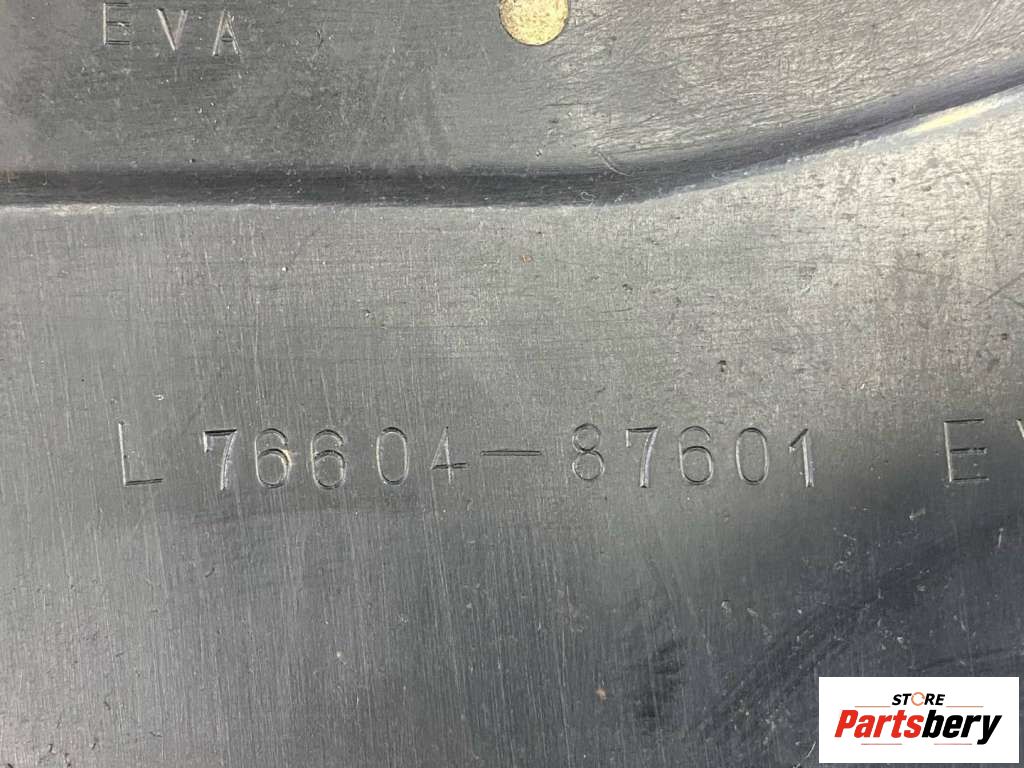 EVA
L 76604-87601 E
STORE
Partsbery